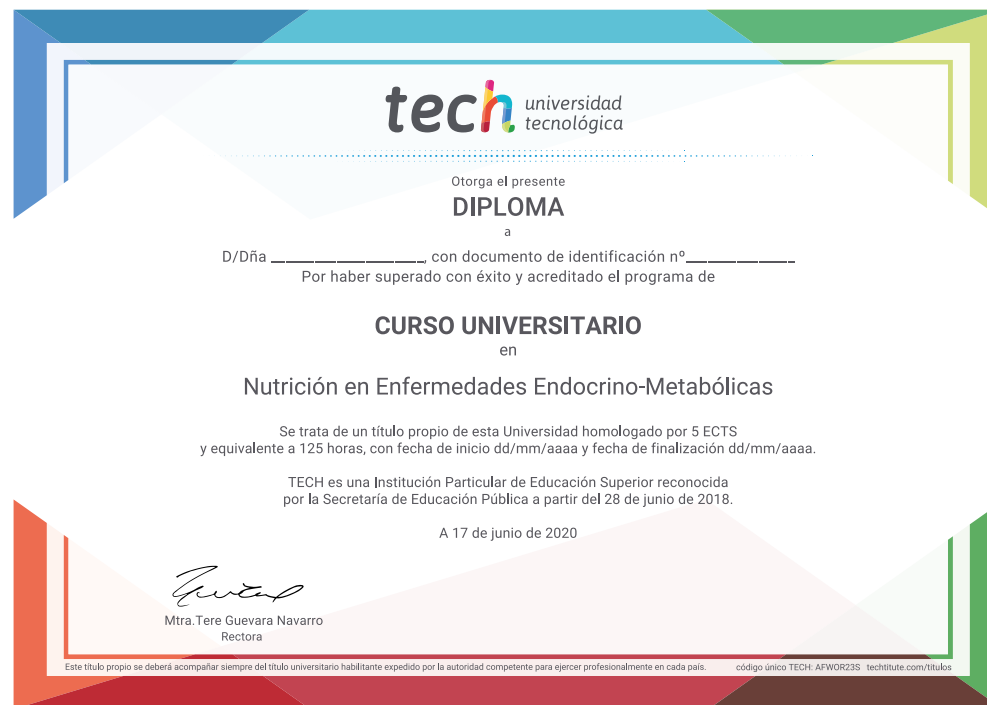 tech universidad
tecnológica
Otorga el presente
DIPLOMA
a
D/Dña ____________________, con documento de identificación nº______________
Por haber superado con éxito y acreditado el programa de
CURSO UNIVERSITARIO
en
Nutrición en Enfermedades Endocrino-Metabólicas
Se trata de un título propio de esta Universidad homologado por 5 ECTS
y equivalente a 125 horas, con fecha de inicio dd/mm/aaaa y fecha de finalización dd/mm/aaaa.
TECH es una Institución Particular de Educación Superior reconocida
por la Secretaría de Educación Pública a partir del 28 de junio de 2018.
A 17 de junio de 2020
Mtra.Tere Guevara Navarro
Rectora
Este título propio se deberá acompañar siempre del título universitario habilitante expedido por la autoridad competente para ejercer profesionalmente en cada país. código único TECH: AFWOR23S techtitute.com/titulos